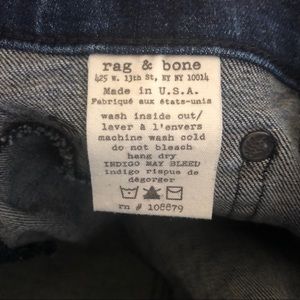 rag & bone
425 W. 13th St, NY NY 10014
Made in U.S.A.
Fabriqué aux états-unis
wash inside out/
laver à l'envers
machine wash cold
do not bleach
hang dry
INDIGO MAY BLEED
indigo risque de
dégorger
rn # 108879